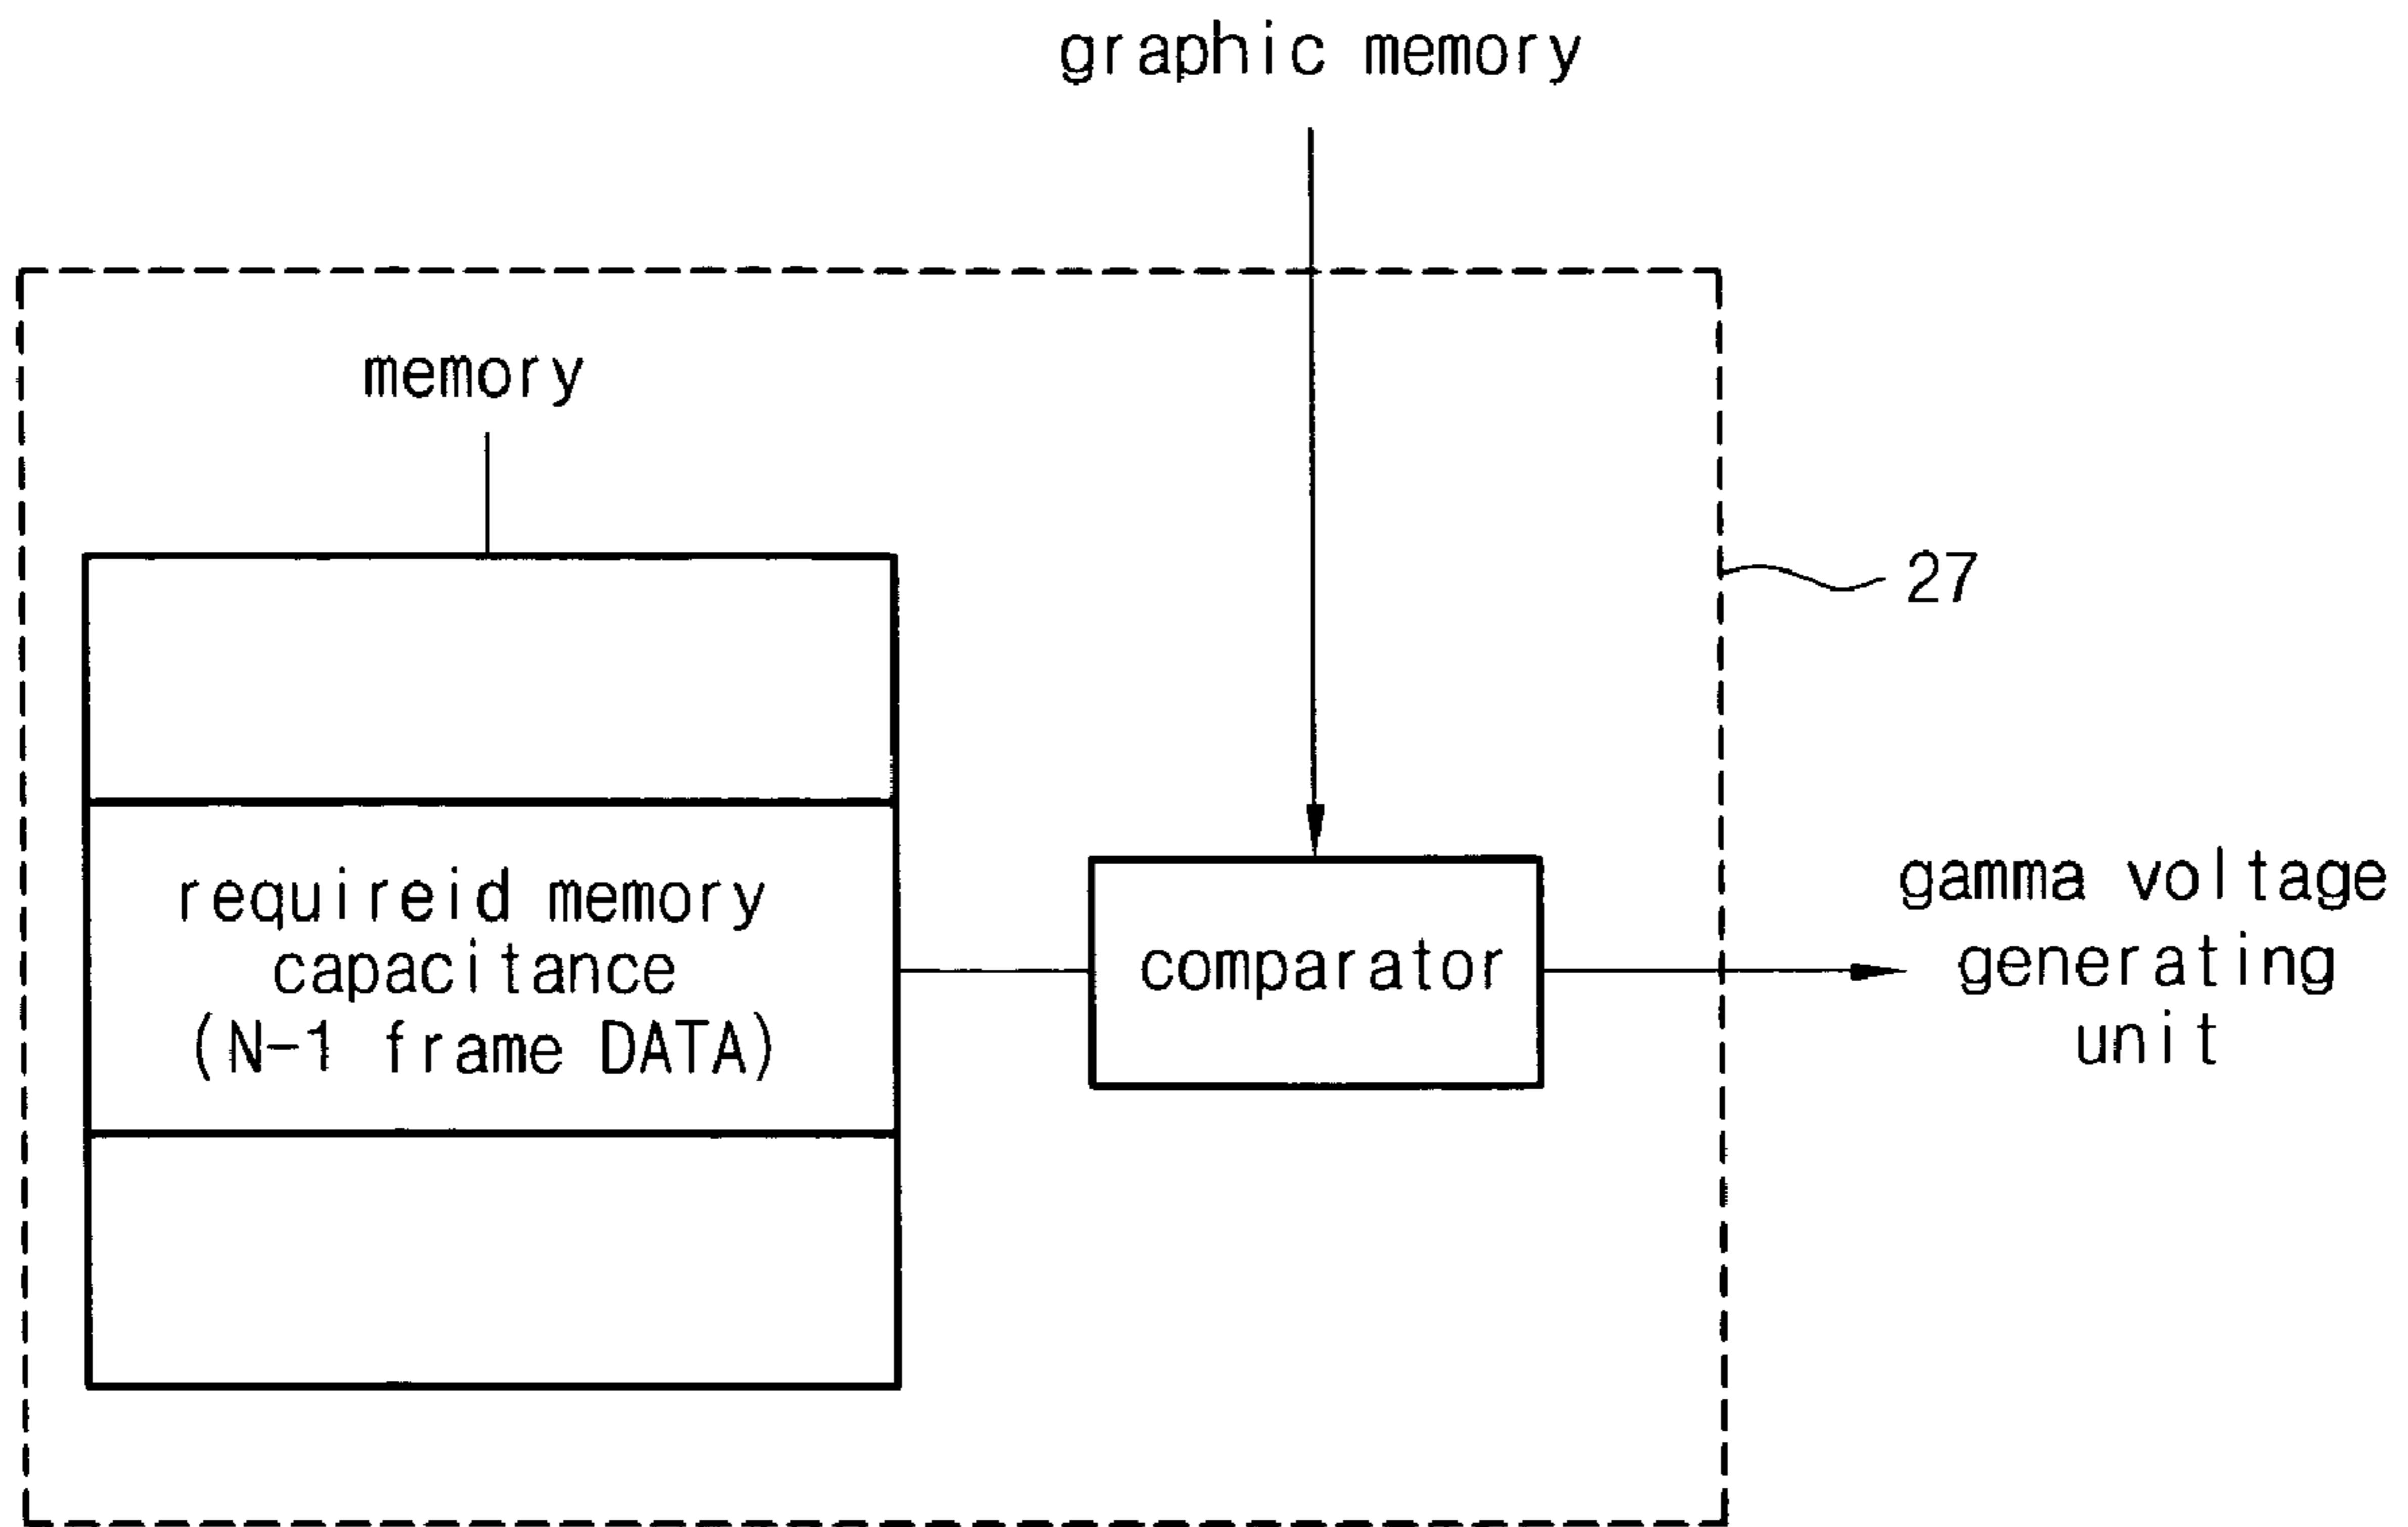 graphic memory
memory
27
requireid memory
capacitance
(N-1 frame DATA)
comparator
gamma voltage
generating
unit